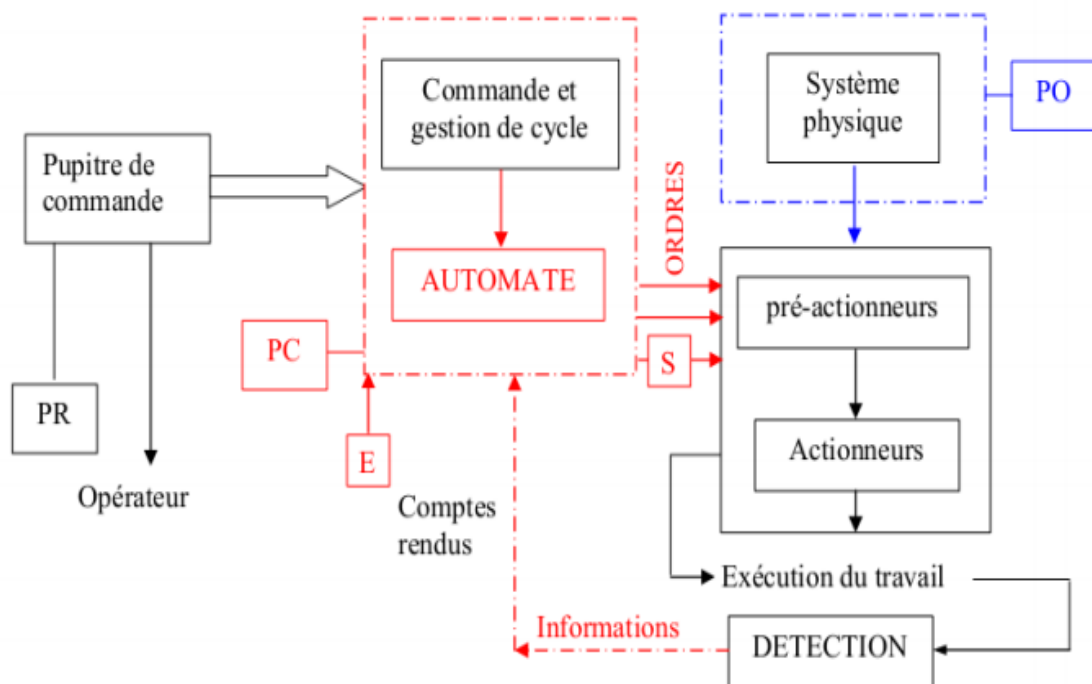 Commande et
gestion de cycle
Système
physique
PO
Pupitre de
commande
ORDRES
AUTOMATE
pré-actionneurs
PC
S
PR
E
Actionneurs
Opérateur
Comptes
rendus
Exécution du travail
Informations
DETECTION